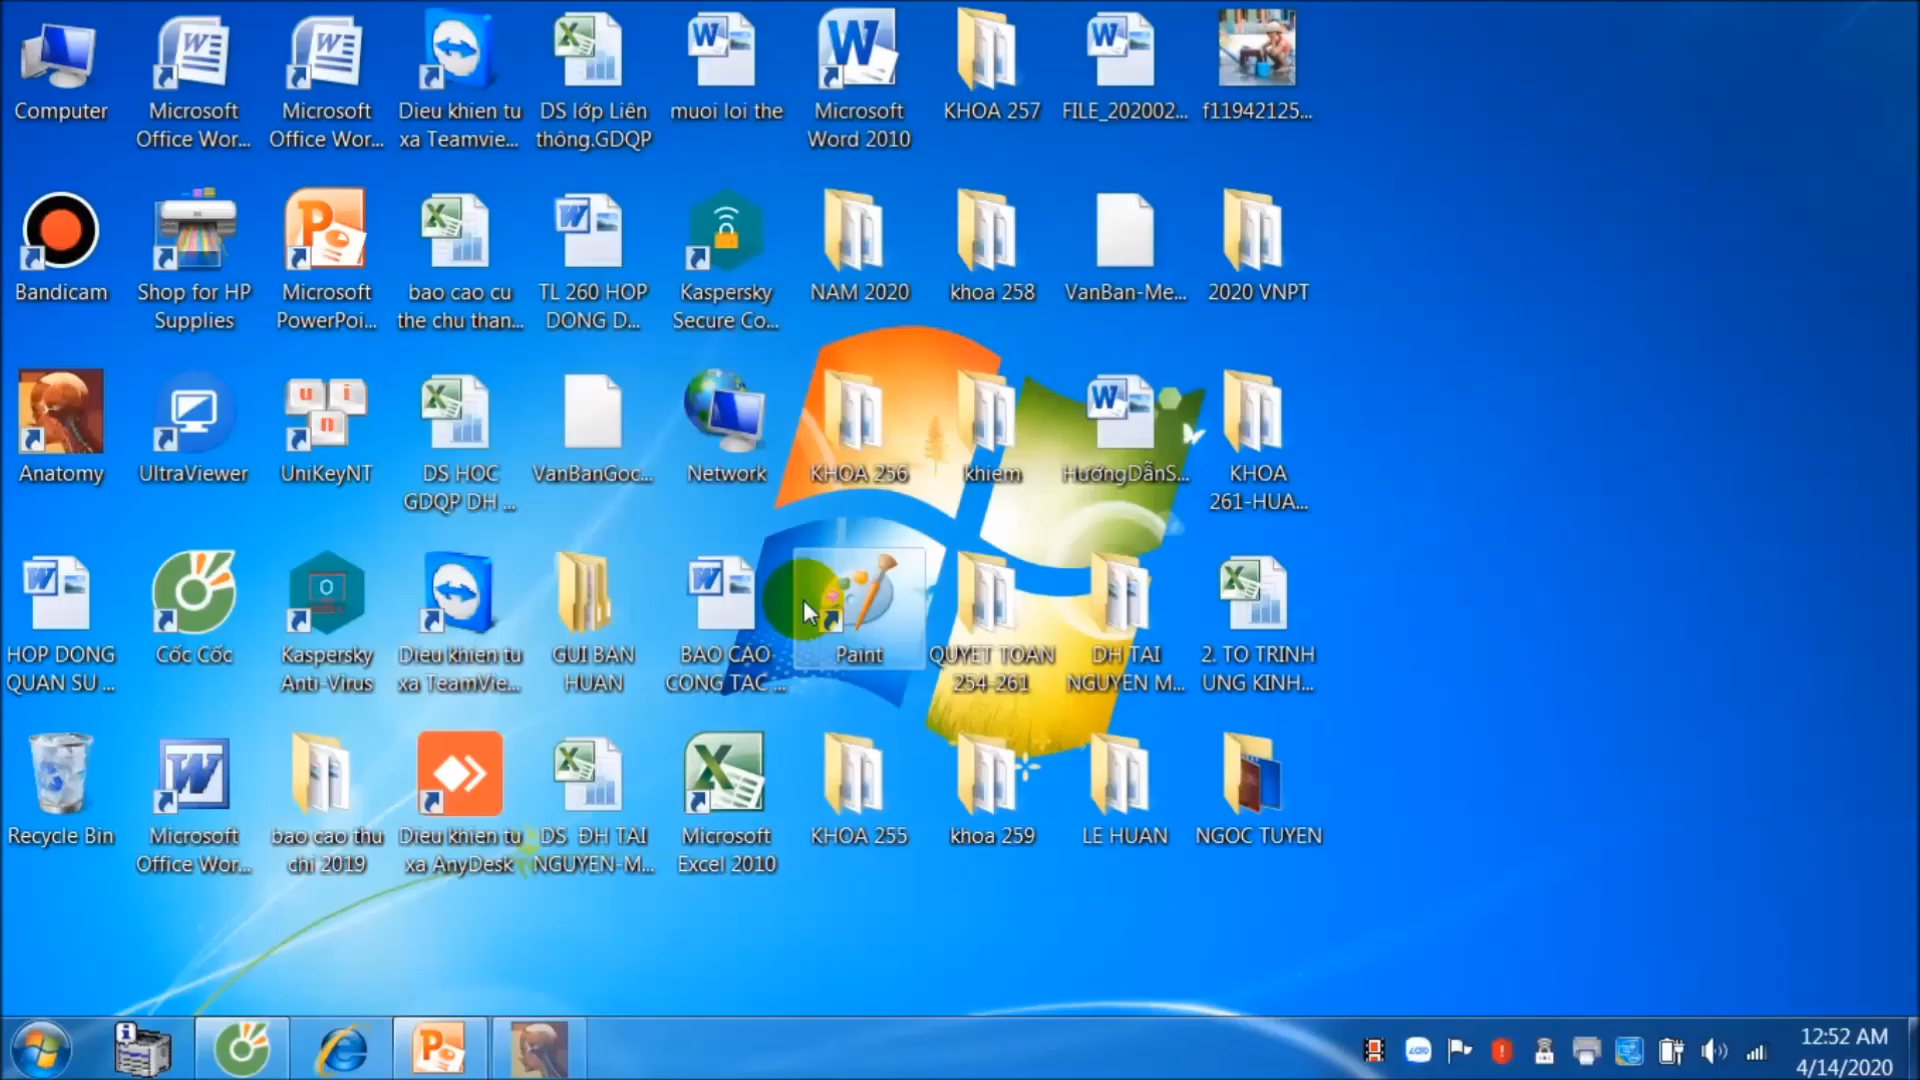 Computer
Microsoft
Office Wor...
Microsoft
Office Wor...
Dieu khien tu
xa Teamvie...
DS lớp Liên
thông.GDQP
muoi loi the
Microsoft
Word 2010
KHOA 257
FILE_202002...
f11942125...
Bandicam
Shop for HP
Supplies
Microsoft
PowerPoi...
bao cao cu
the chu than...
TL 260 HOP
DONG D...
Kaspersky
Secure Co...
NAM 2020
khoa 258
VanBan-Me...
2020 VNPT
Anatomy
UltraViewer
UniKeyNT
DS HOC
GDQP DH ...
VanBanGoc...
Network
KHOA 256
khiem
HướngDẫnS...
KHOA
261-HUA...
HOP DONG
QUAN SU ...
Cốc Cốc
Kaspersky
Anti-Virus
Dieu khien tu
xa TeamVie...
GUI BAN
HUAN
BAO CAO
CONG TAC ...
Paint
QUYET TOAN
254-261
DH TAI
NGUYEN M...
2. TO TRINH
UNG KINH...
Recycle Bin
Microsoft
Office Wor...
bao cao thu
chi 2019
Dieu khien tu
xa AnyDesk
DS ĐH TAI
NGUYEN-M...
Microsoft
Excel 2010
KHOA 255
khoa 259
LE HUAN
NGOC TUYEN
12:52 AM
4/14/2020